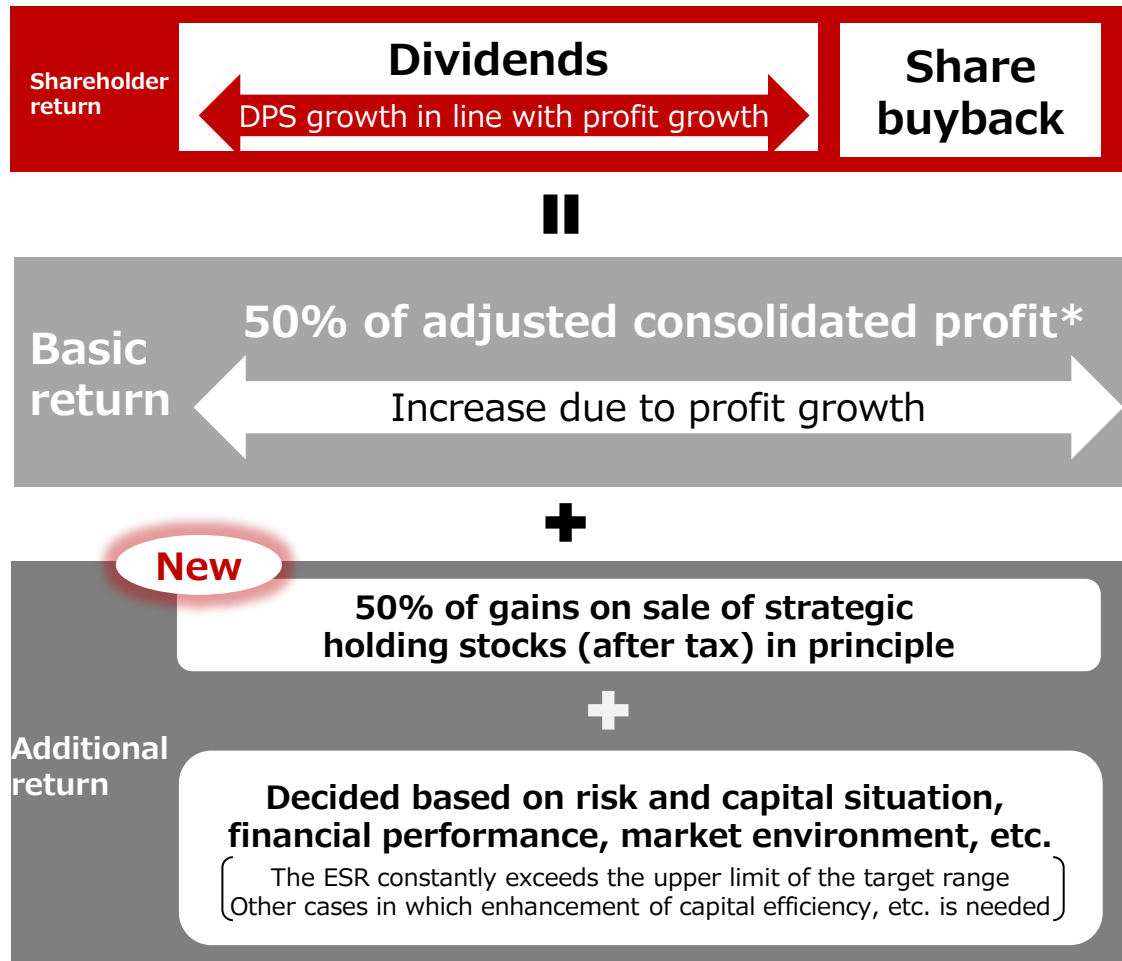 Shareholder
return
Dividends
DPS growth in line with profit growth
Share
buyback
Basic
return
50% of adjusted consolidated profit*
Increase due to profit growth
New
50% of gains on sale of strategic
holding stocks (after tax) in principle
Additional
return
Decided based on risk and capital situation,
financial performance, market environment, etc.
The ESR constantly exceeds the upper limit of the target range
Other cases in which enhancement of capital efficiency, etc. is needed